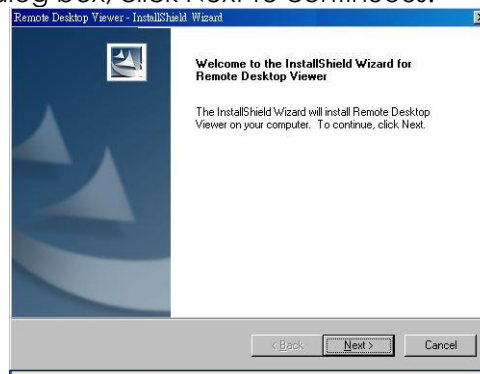 dialog box, click Next to continues.
Remote Desktop Viewer - InstallShield Wizard
Welcome to the InstallShield Wizard for
Remote Desktop Viewer
The InstallShield Wizard will install Remote Desktop
Viewer on your computer. To continue, click Next.
< Back Next > Cancel